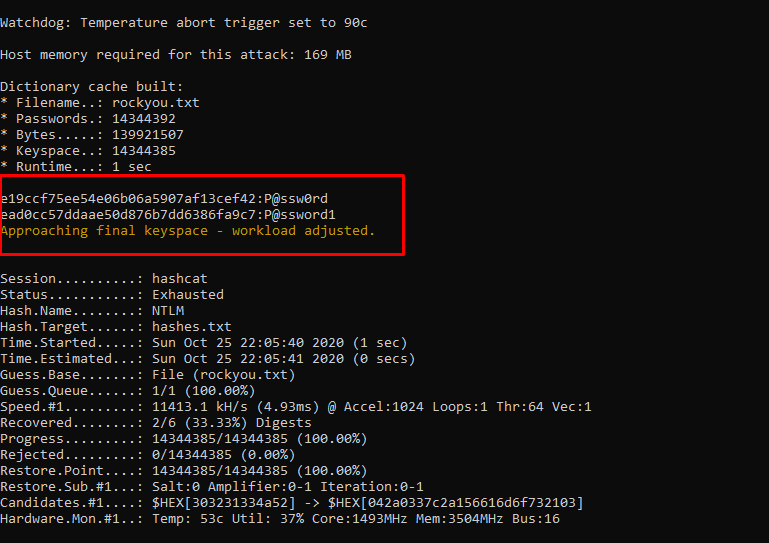 Watchdog: Temperature abort trigger set to 90c
Host memory required for this attack: 169 MB
Dictionary cache built:
* Filename..: rockyou.txt
* Passwords.: 14344392
* Bytes.....: 139921507
* Keyspace..: 14344385
* Runtime...: 1 sec
e19ccf75ee54e06b06a5907af13cef42:P@ssw0rd
ead0cc57ddaae50d876b7dd6386fa9c7:P@ssword1
Approaching final keyspace - workload adjusted.
Session..........: hashcat
Status...........: Exhausted
Hash.Name........: NTLM
Hash.Target......: hashes.txt
Time.Started.....: Sun Oct 25 22:05:40 2020 (1 sec)
Time.Estimated...: Sun Oct 25 22:05:41 2020 (0 secs)
Guess.Base.......: File (rockyou.txt)
Guess.Queue......: 1/1 (100.00%)
Speed.#1.........: 11413.1 kH/s (4.93ms) @ Accel:1024 Loops:1 Thr:64 Vec:1
Recovered........: 2/6 (33.33%) Digests
Progress.........: 14344385/14344385 (100.00%)
Rejected.........: 0/14344385 (0.00%)
Restore.Point....: 14344385/14344385 (100.00%)
Restore.Sub.#1...: Salt:0 Amplifier:0-1 Iteration:0-1
Candidates.#1....: $HEX[303231334a52] -> $HEX[042a0337c2a156616d6f732103]
Hardware.Mon.#1..: Temp: 53c Util: 37% Core:1493MHz Mem:3504MHz Bus:16